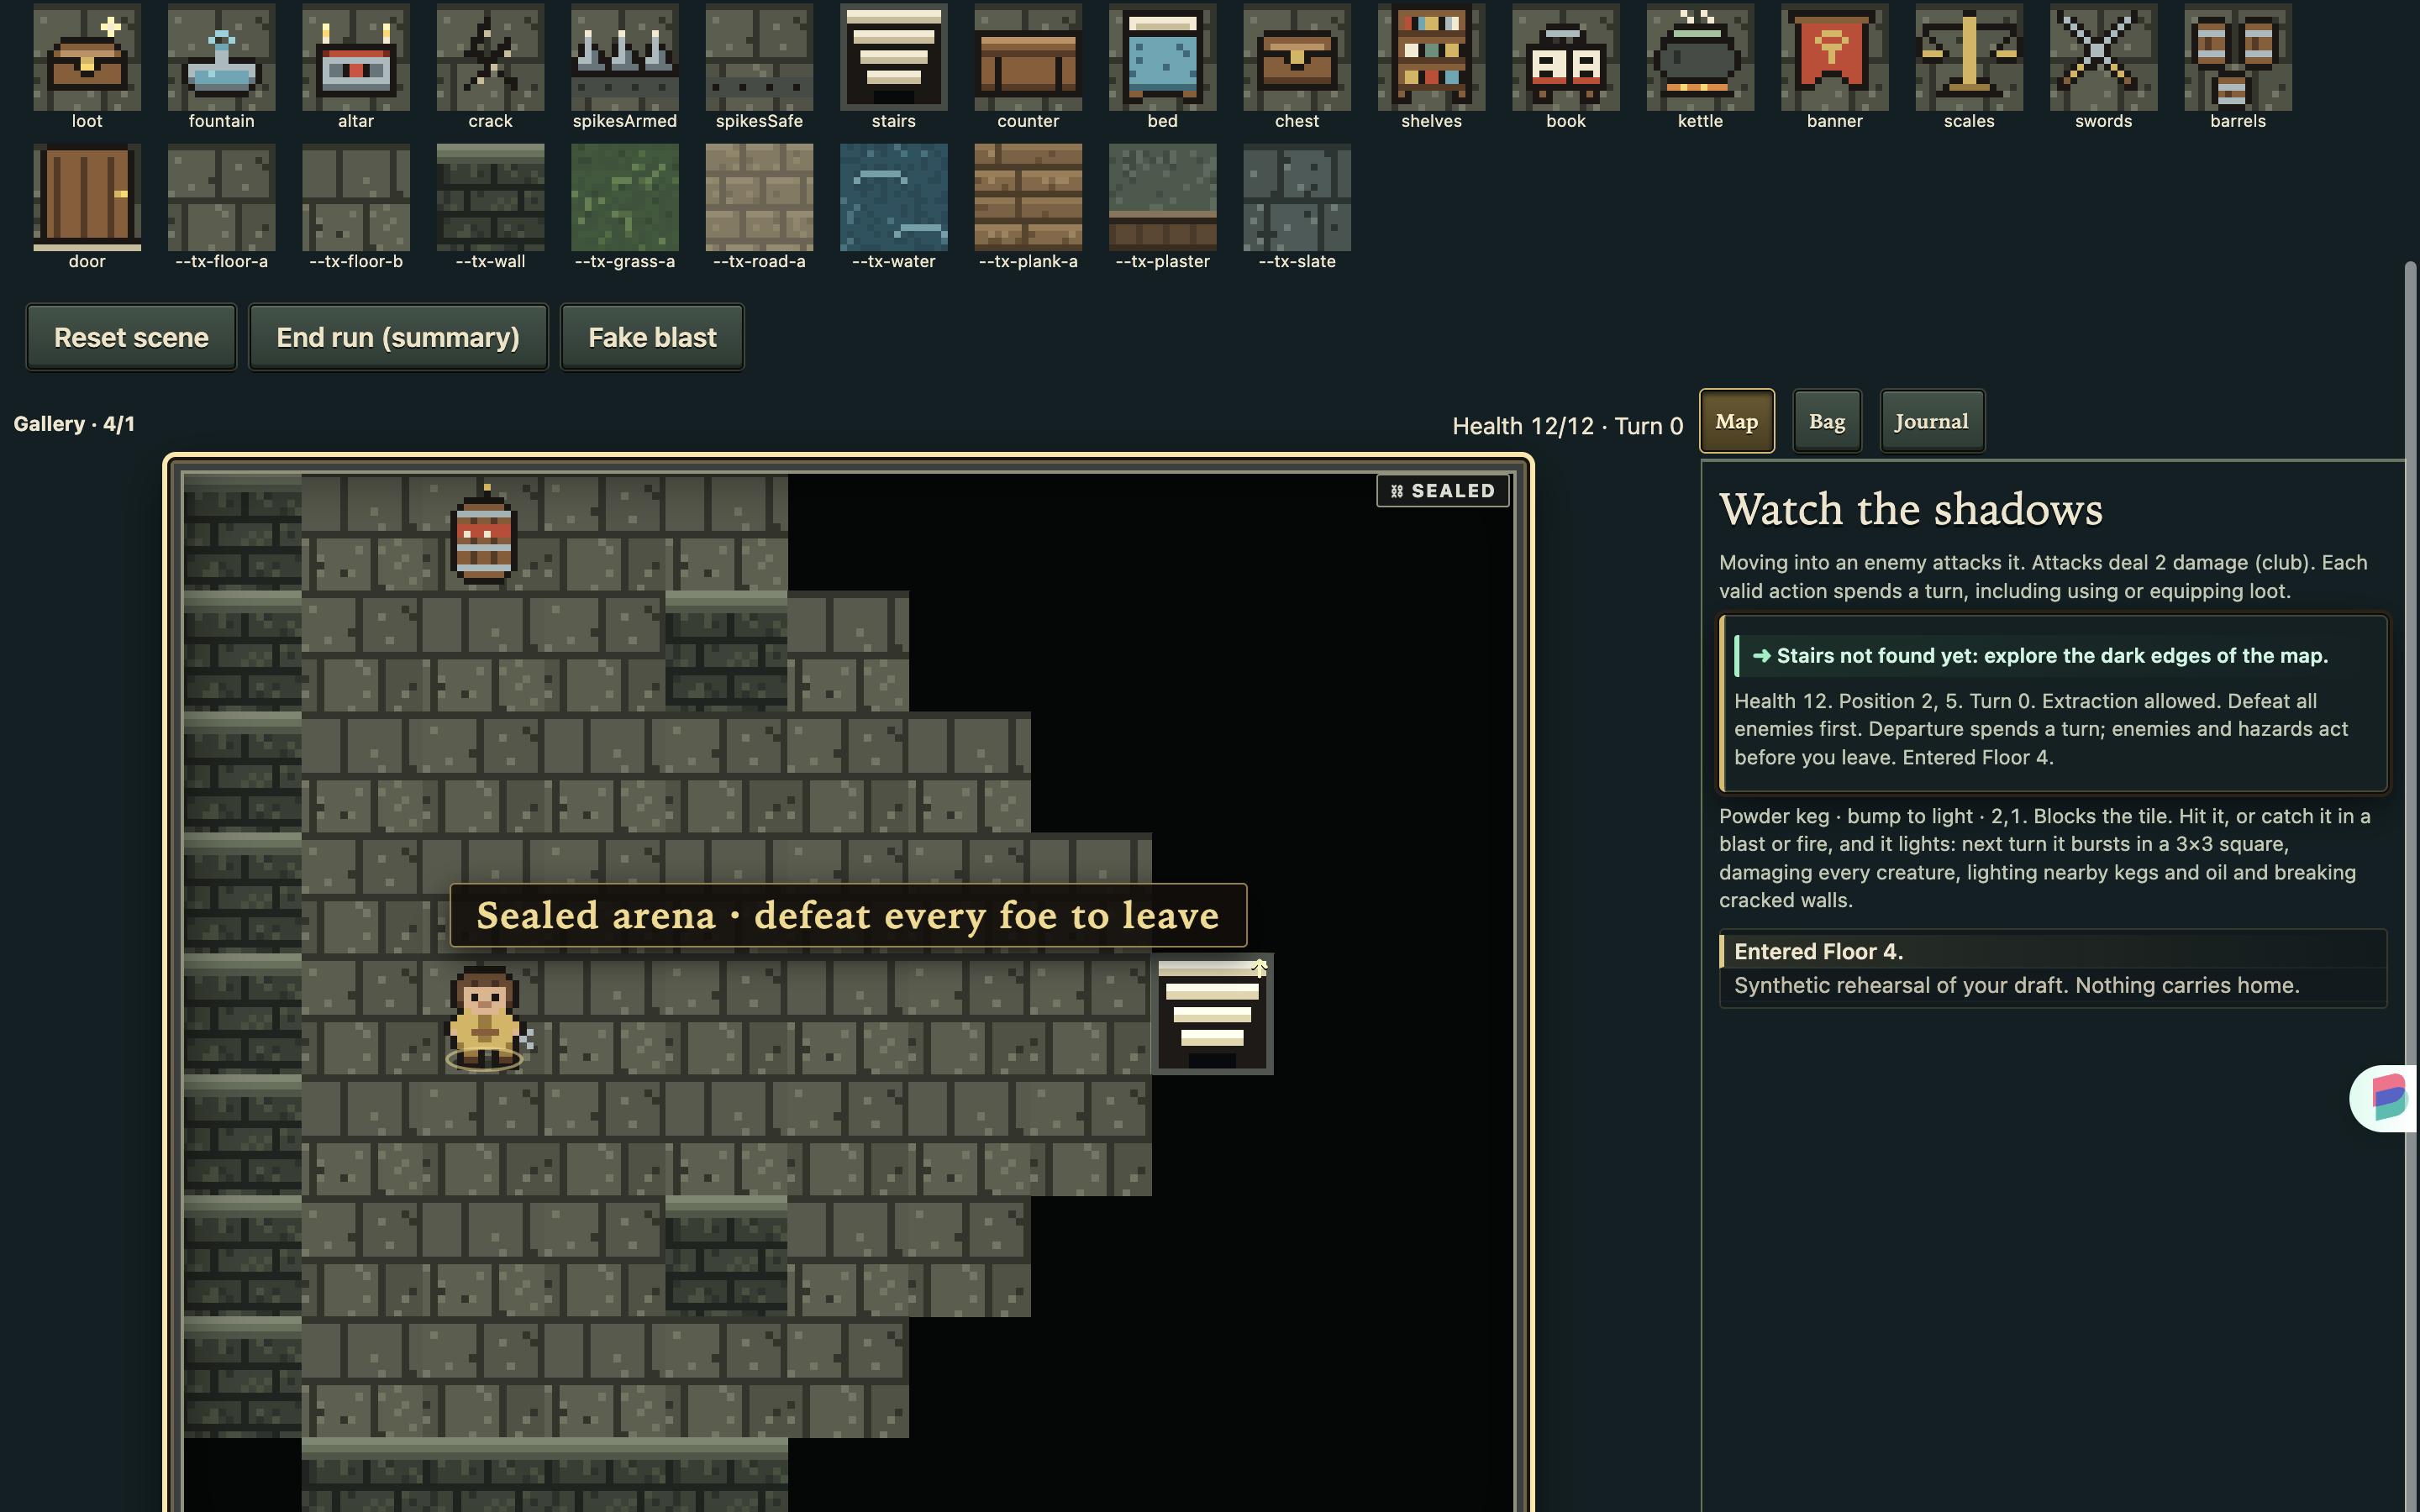 loot fountain altar crack spikesArmed spikesSafe stairs counter bed chest shelves book kettle banner scales swords barrels
door --tx-floor-a --tx-floor-b --tx-wall --tx-grass-a --tx-road-a --tx-water --tx-plank-a --tx-plaster --tx-slate
Reset scene End run (summary) Fake blast
Gallery · 4/1 Health 12/12 · Turn 0 Map Bag Journal
SEALED
Watch the shadows
Moving into an enemy attacks it. Attacks deal 2 damage (club). Each
valid action spends a turn, including using or equipping loot.
➜ Stairs not found yet: explore the dark edges of the map.
Health 12. Position 2, 5. Turn 0. Extraction allowed. Defeat all
enemies first. Departure spends a turn; enemies and hazards act
before you leave. Entered Floor 4.
Powder keg · bump to light · 2,1. Blocks the tile. Hit it, or catch it in a
blast or fire, and it lights: next turn it bursts in a 3×3 square,
damaging every creature, lighting nearby kegs and oil and breaking
cracked walls.
Sealed arena · defeat every foe to leave
Entered Floor 4.
Synthetic rehearsal of your draft. Nothing carries home.